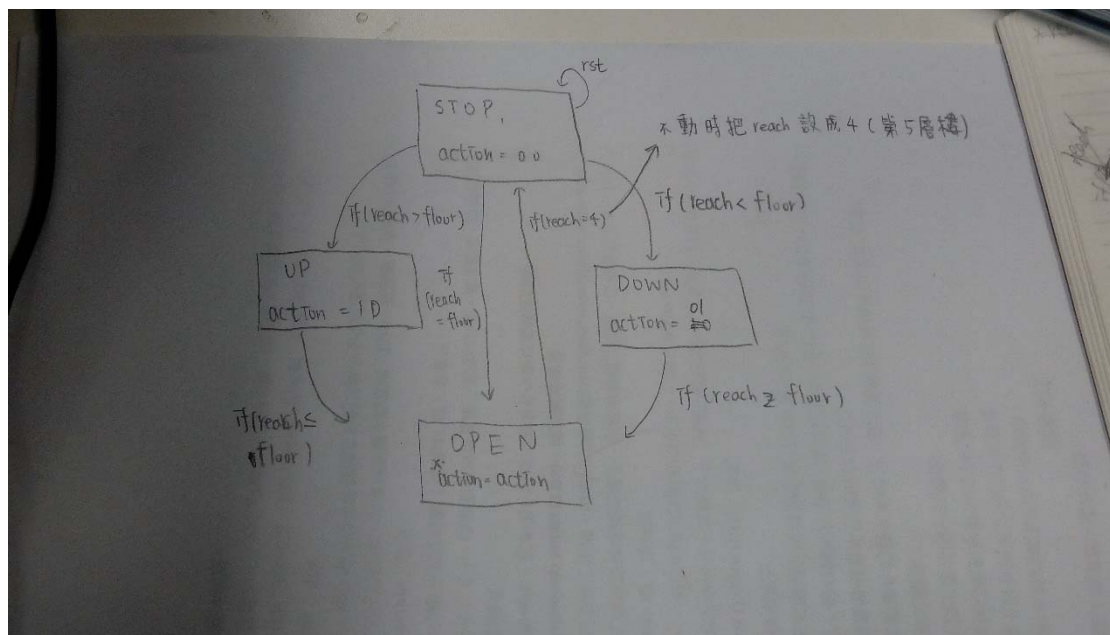 rst
STOP,
action = 00
不動時把 reach 設成 4 (第5層樓)
if(reach > floor)
if(reach=4)
if (reach < floor)
UP
action = 10
if
(reach
= floor)
DOWN
01
action =
if(reach ≤
floor)
if (reach ≥ floor)
OPEN
action = action